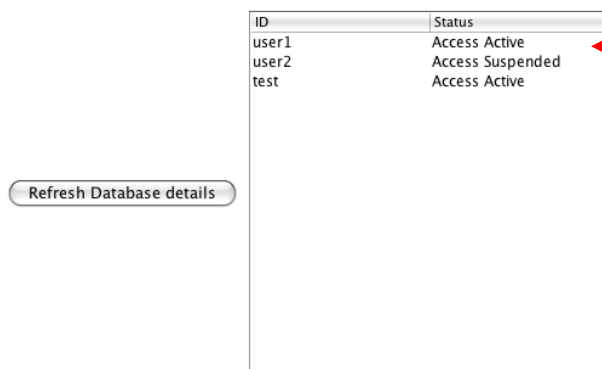 ID Status
user1 Access Active
user2 Access Suspended
test Access Active
Refresh Database details